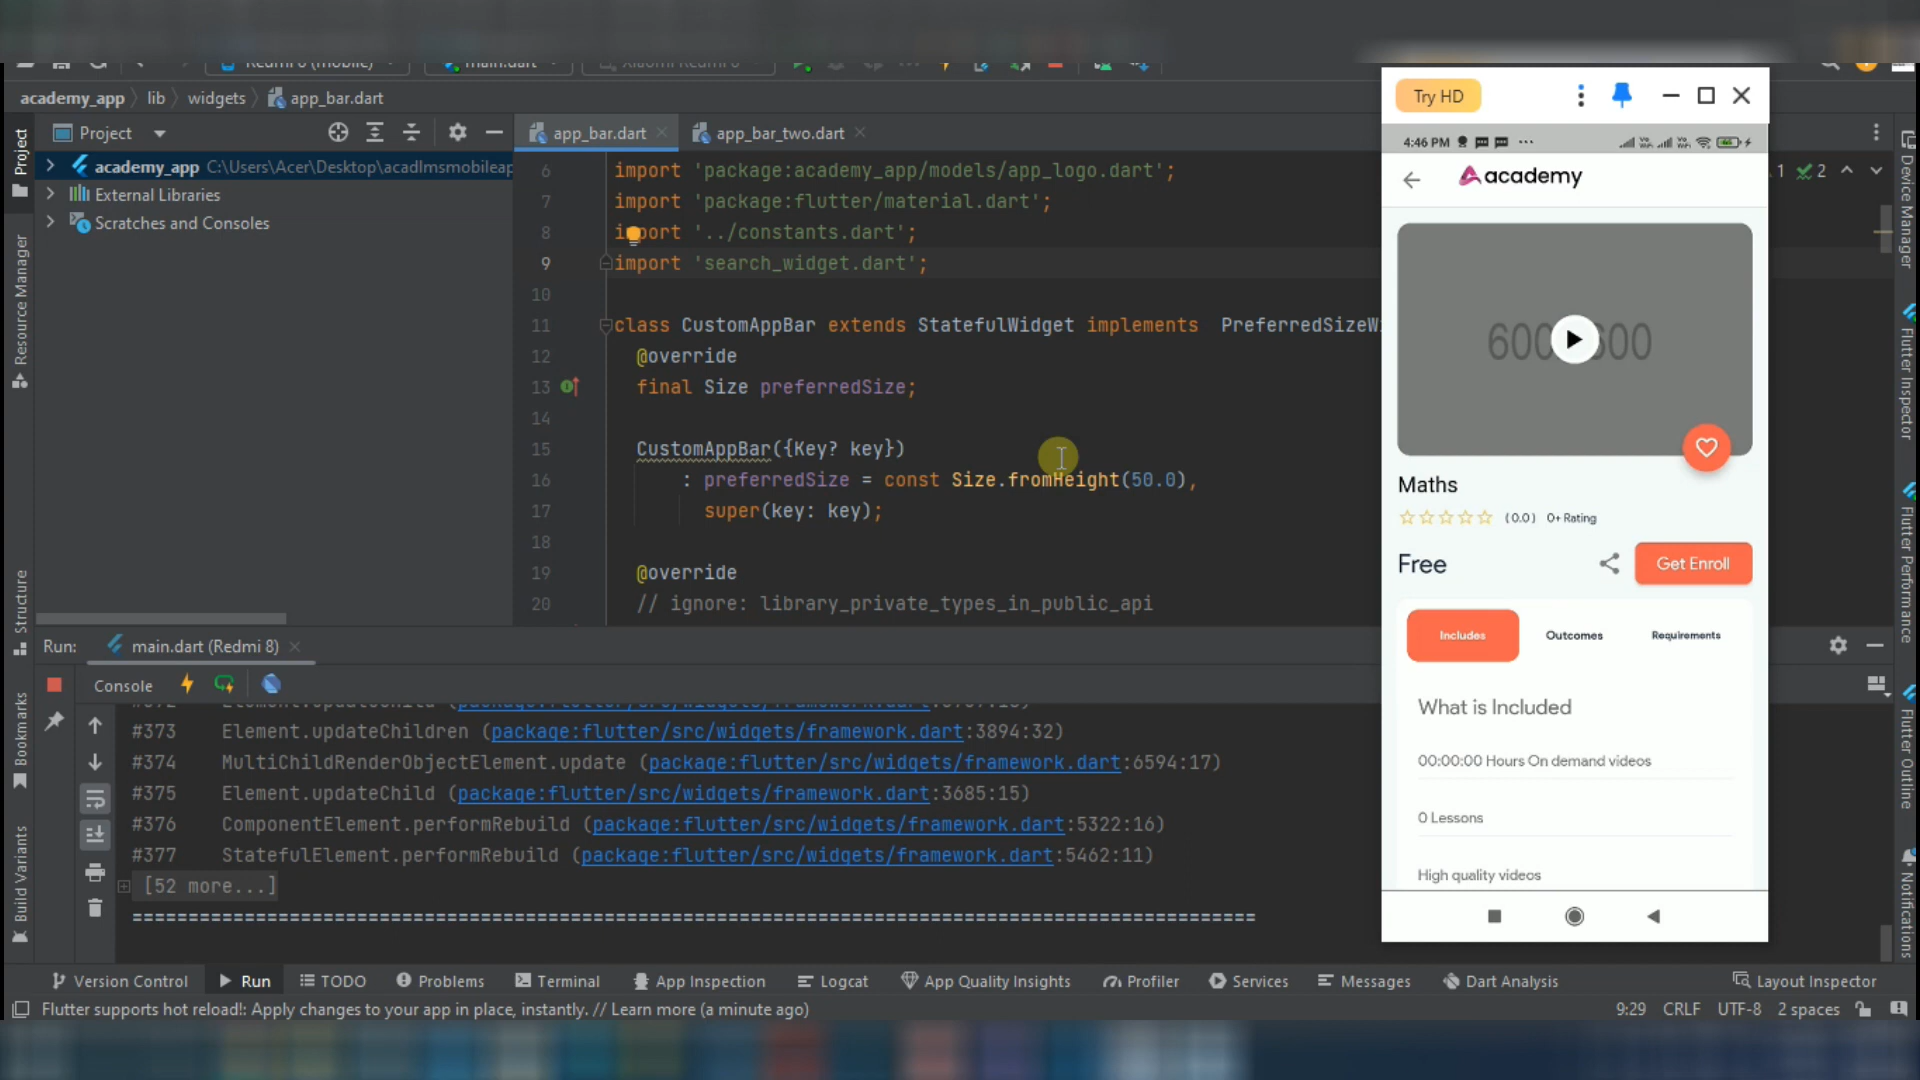 Redmi 8 (mobile)
main.dart
Xiaomi Redmi 8
academy_app
lib
widgets
app_bar.dart
Project
app_bar.dart
app_bar_two.dart
academy_app C:\Users\Acer\Desktop\acadlmsmobileap
External Libraries
Scratches and Consoles
6 import 'package:academy_app/models/app_logo.dart';
7 import 'package:flutter/material.dart';
8 import '../constants.dart';
9 import 'search_widget.dart';
10
11 class CustomAppBar extends StatefulWidget implements PreferredSizeW
12 @override
13 final Size preferredSize;
14
15 CustomAppBar({Key? key})
16 : preferredSize = const Size.fromHeight(50.0),
17 super(key: key);
18
19 @override
20 // ignore: library_private_types_in_public_api
1 2
Project
Resource Manager
Structure
Bookmarks
Build Variants
Run:
main.dart (Redmi 8)
Console
#373 Element.updateChildren (package:flutter/src/widgets/framework.dart:3894:32)
#374 MultiChildRenderObjectElement.update (package:flutter/src/widgets/framework.dart:6594:17)
#375 Element.updateChild (package:flutter/src/widgets/framework.dart:3685:15)
#376 ComponentElement.performRebuild (package:flutter/src/widgets/framework.dart:5322:16)
#377 StatefulElement.performRebuild (package:flutter/src/widgets/framework.dart:5462:11)
[52 more...]
====================================================================================================
Try HD
4:46 PM
academy
600 600
Maths
(0.0) 0+ Rating
Free
Get Enroll
Includes
Outcomes
Requirements
What is Included
00:00:00 Hours On demand videos
0 Lessons
High quality videos
Device Manager
Flutter Inspector
Flutter Performance
Flutter Outline
Notifications
Version Control
Run
TODO
Problems
Terminal
App Inspection
Logcat
App Quality Insights
Profiler
Services
Messages
Dart Analysis
Layout Inspector
Flutter supports hot reload!: Apply changes to your app in place, instantly. // Learn more (a minute ago)
9:29 CRLF UTF-8 2 spaces